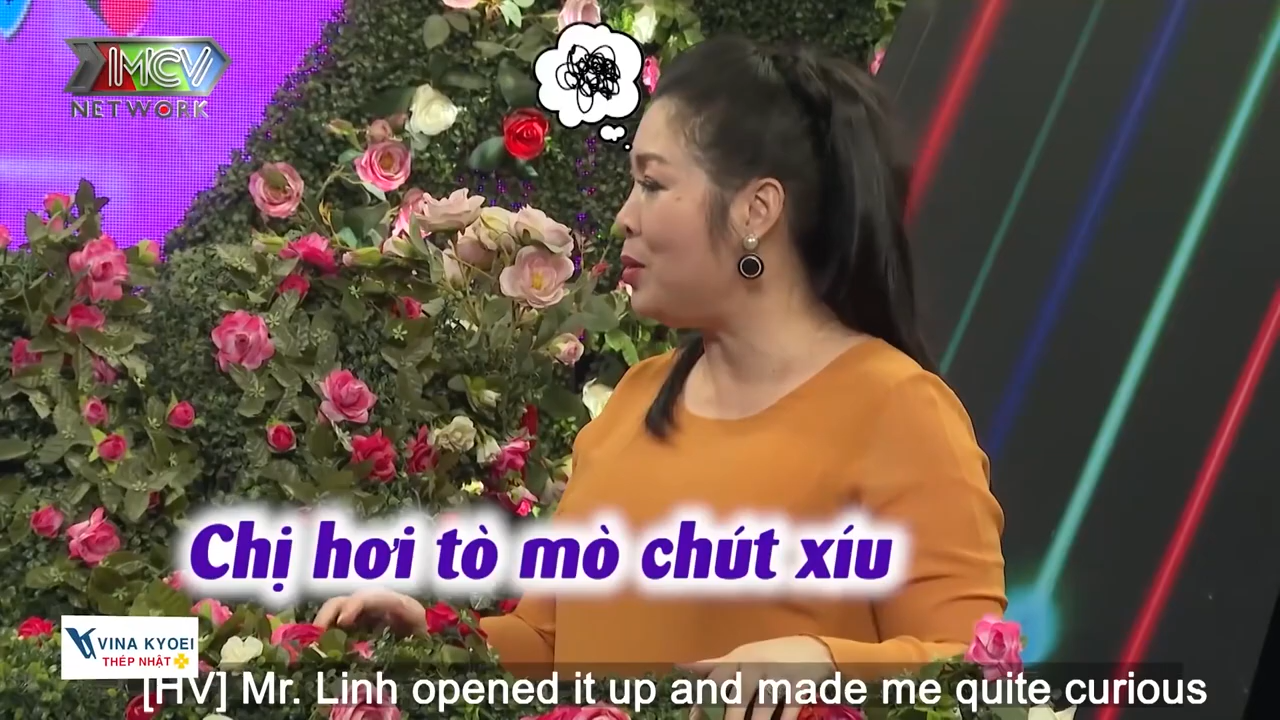 MCV
NETWORK
Chị hơi tò mò chút xíu
VINA KYOEI
THÉP NHẬT
[HV] Mr. Linh opened it up and made me quite curious